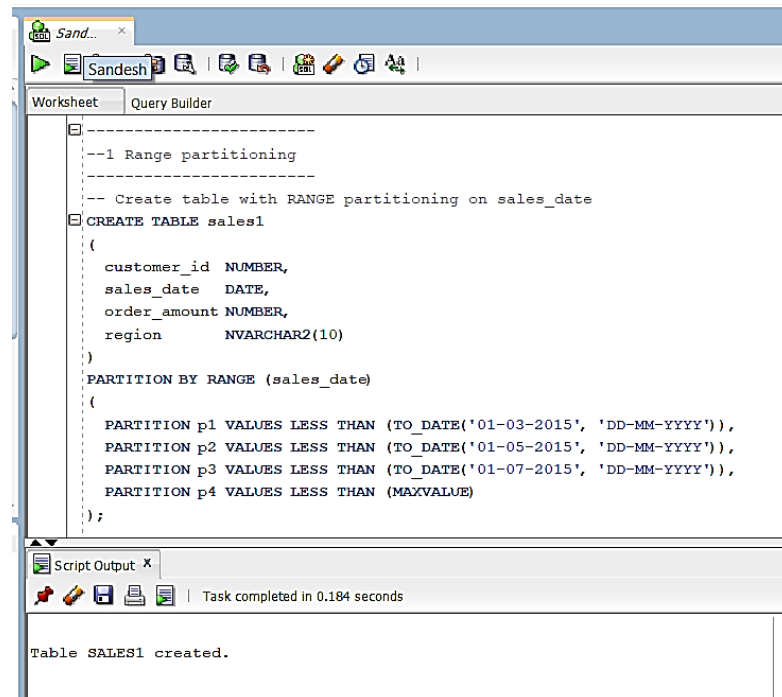 Sand...
Sandesh
Worksheet Query Builder
------------------------
--1 Range partitioning
------------------------
-- Create table with RANGE partitioning on sales_date
CREATE TABLE sales1
(
customer_id NUMBER,
sales_date DATE,
order_amount NUMBER,
region NVARCHAR2(10)
)
PARTITION BY RANGE (sales_date)
(
PARTITION p1 VALUES LESS THAN (TO_DATE('01-03-2015', 'DD-MM-YYYY')),
PARTITION p2 VALUES LESS THAN (TO_DATE('01-05-2015', 'DD-MM-YYYY')),
PARTITION p3 VALUES LESS THAN (TO_DATE('01-07-2015', 'DD-MM-YYYY')),
PARTITION p4 VALUES LESS THAN (MAXVALUE)
);
Script Output x
Task completed in 0.184 seconds
Table SALES1 created.